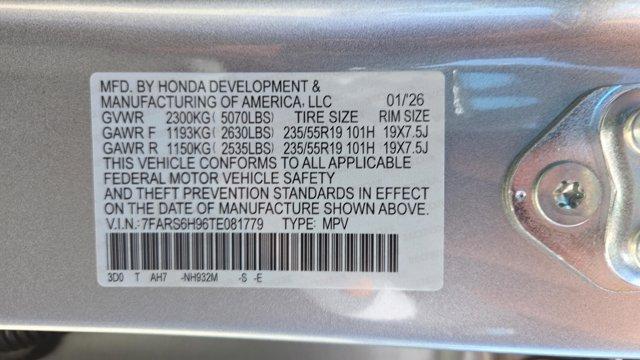 MFD. BY HONDA DEVELOPMENT &
MANUFACTURING OF AMERICA, LLC 01/'26
GVWR 2300KG (5070LBS) TIRE SIZE RIM SIZE
GAWR F 1193KG (2630LBS) 235/55R19 101H 19X7.5J
GAWR R 1150KG (2535LBS) 235/55R19 101H 19X7.5J
THIS VEHICLE CONFORMS TO ALL APPLICABLE
FEDERAL MOTOR VEHICLE SAFETY
AND THEFT PREVENTION STANDARDS IN EFFECT
ON THE DATE OF MANUFACTURE SHOWN ABOVE.
V.I.N.:7FARS6H96TE081779 TYPE: MPV
3D0 T AH7 -NH932M -S -E